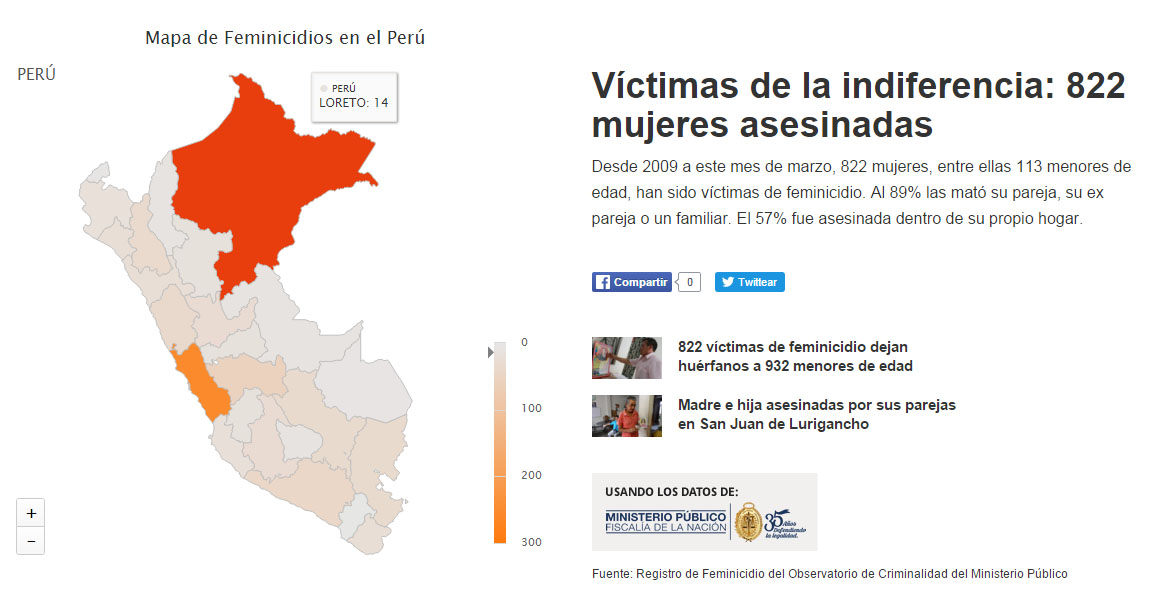 Mapa de Feminicidios en el Perú
PERÚ
PERÚ
LORETO: 14
0
100
200
300
+
−
Víctimas de la indiferencia: 822
mujeres asesinadas
Desde 2009 a este mes de marzo, 822 mujeres, entre ellas 113 menores de
edad, han sido víctimas de feminicidio. Al 89% las mató su pareja, su ex
pareja o un familiar. El 57% fue asesinada dentro de su propio hogar.
Compartir 0 Twittear
822 víctimas de feminicidio dejan
huérfanos a 932 menores de edad
Madre e hija asesinadas por sus parejas
en San Juan de Lurigancho
USANDO LOS DATOS DE:
MINISTERIO PÚBLICO
FISCALÍA DE LA NACIÓN
35 Años
Defendiendo
la legalidad.
Fuente: Registro de Feminicidio del Observatorio de Criminalidad del Ministerio Público